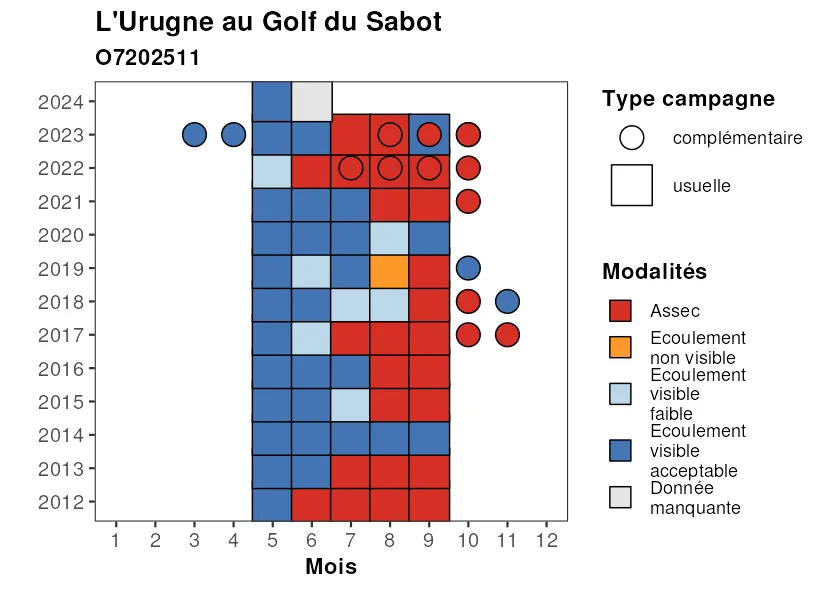 L'Urugne au Golf du Sabot
O7202511
2024
2023
2022
2021
2020
2019
2018
2017
2016
2015
2014
2013
2012
1 2 3 4 5 6 7 8 9 10 11 12
Mois
Type campagne
complémentaire
usuelle
Modalités
Assec
Ecoulement
non visible
Ecoulement
visible
faible
Ecoulement
visible
acceptable
Donnée
manquante